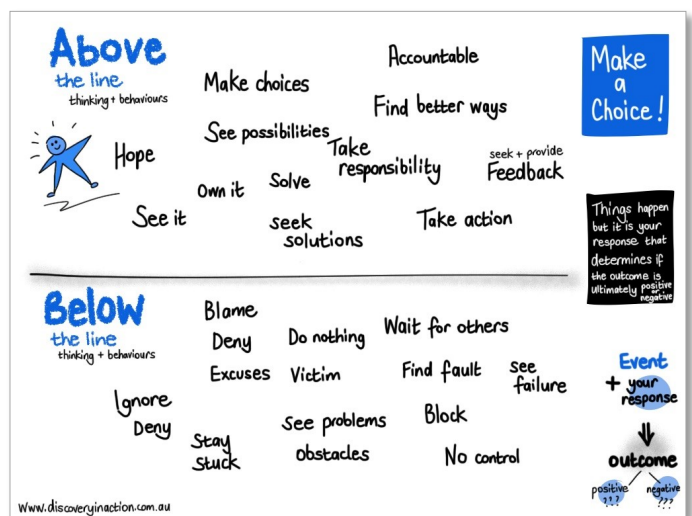 Above
the line
thinking + behaviours
Accountable
Make choices
Find better ways
See possibilities
Take
responsibility
seek + provide
Feedback
Hope
Own it
Solve
See it
seek
solutions
Take action
Make
a
Choice!
Things happen
but it is your
response that
determines if
the outcome is
ultimately positive
or
negative
Below
the line
thinking + behaviours
Blame
Deny
Do nothing
Wait for others
Excuses
Victim
Find fault
see
failure
Ignore
Deny
Stay
Stuck
See problems
obstacles
Block
No control
Event
+ your
response
outcome
positive
???
negative
???
www.discoveryinaction.com.au